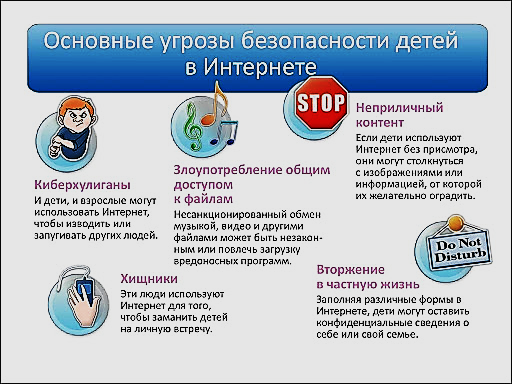 Основные угрозы безопасности детей
в Интернете
STOP
Неприличный
контент
Если дети используют
Интернет без присмотра,
они могут столкнуться
с изображениями или
информацией, от которой
их желательно оградить.
Киберхулиганы
И дети, и взрослые могут
использовать Интернет,
чтобы изводить или
запугивать других людей.
Злоупотребление общим
доступом
к файлам
Несанкционированный обмен
музыкой, видео и другими
файлами может быть незакон-
ным или повлечь загрузку
вредоносных программ.
Do Not
Disturb
Хищники
Эти люди используют
Интернет для того,
чтобы заманить детей
на личную встречу.
Вторжение
в частную жизнь
Заполняя различные формы в
Интернете, дети могут оставить
конфиденциальные сведения о
себе или свой семье.